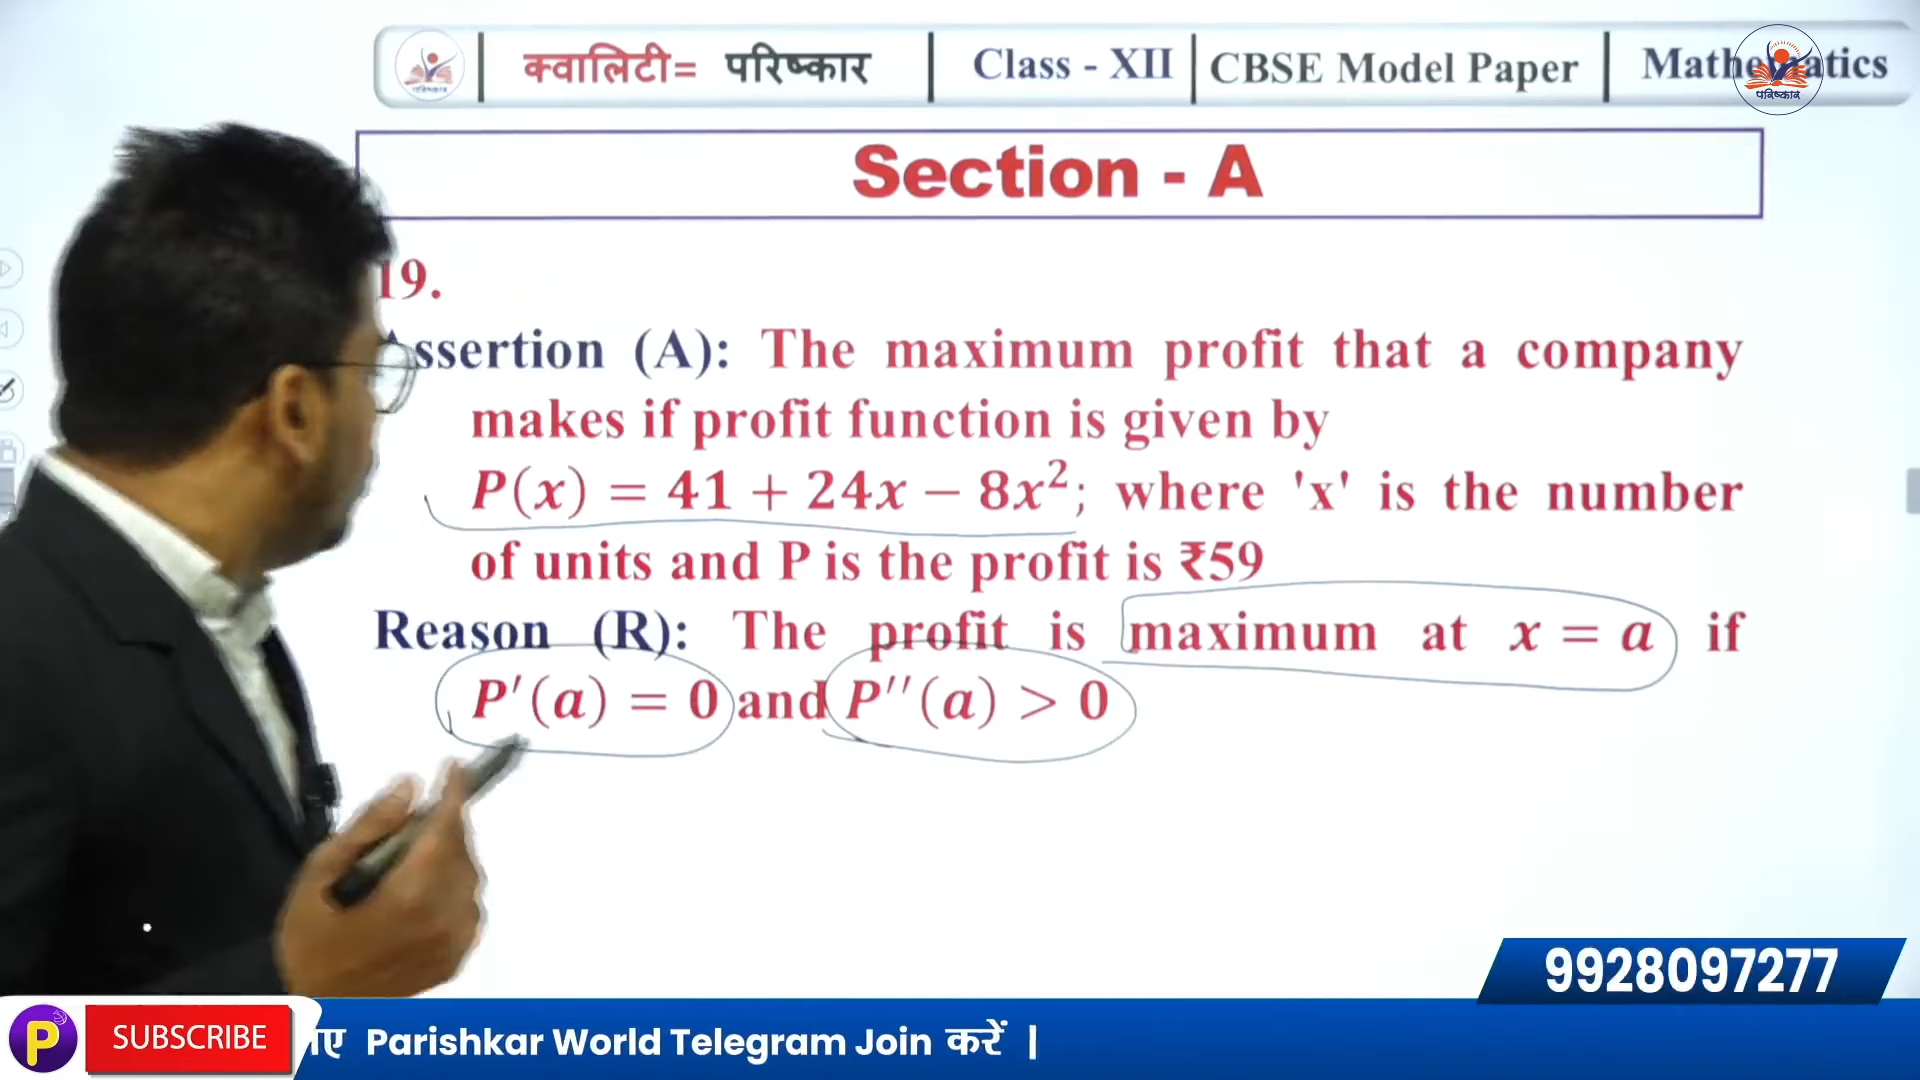 क्वालिटी= परिष्कार Class - XII CBSE Model Paper Mathematics
परिष्कार
Section - A
19.
Assertion (A): The maximum profit that a company
makes if profit function is given by
P(x) = 41 + 24x − 8x²; where 'x' is the number
of units and P is the profit is ₹59
Reason (R): The profit is maximum at x = a if
P′(a) = 0 and P′′(a) > 0
9928097277
SUBSCRIBE
Parishkar World Telegram Join करें |